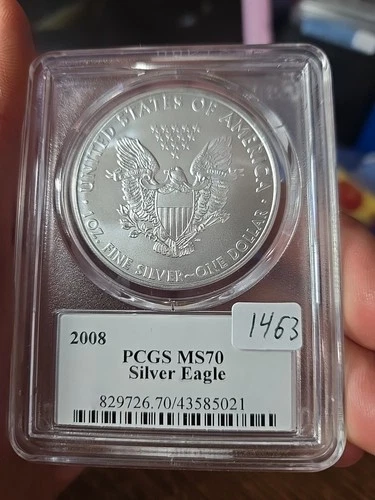 UNITED STATES OF AMERICA
1 OZ. FINE SILVER~ONE DOLLAR
1463
2008
PCGS MS70
Silver Eagle
829726.70/43585021